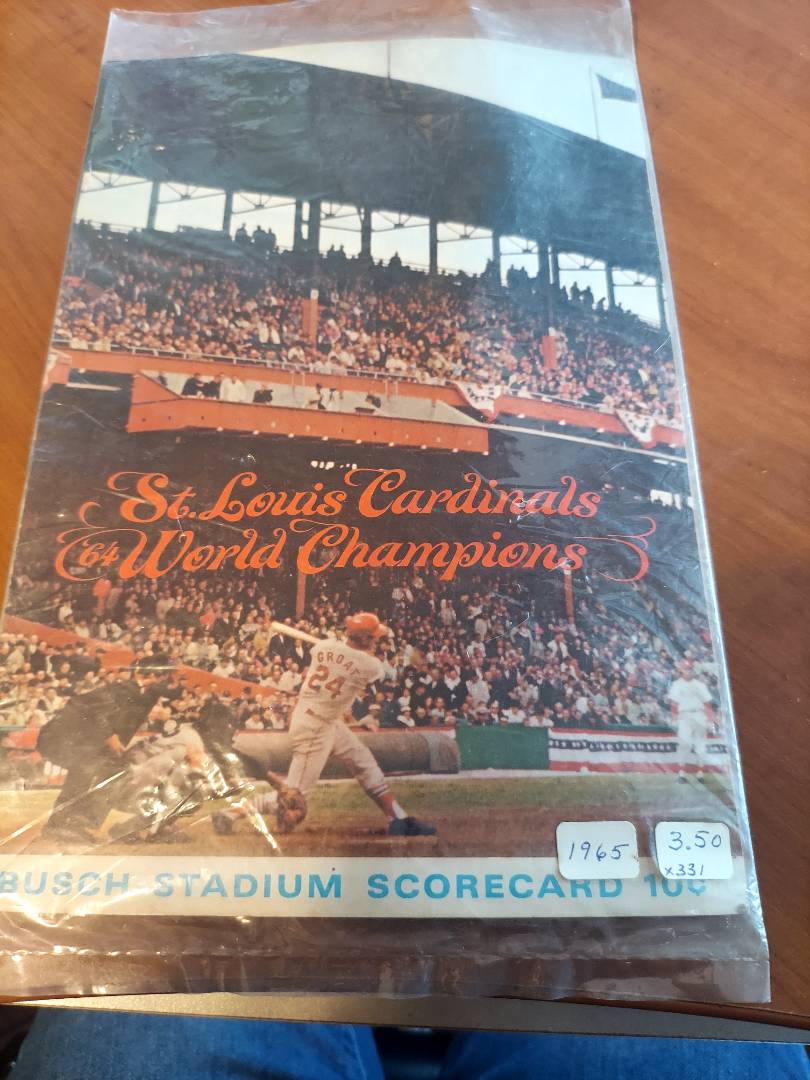 St. Louis Cardinals
'64 World Champions
GROAT
24
1965
3.50
x331
BUSCH STADIUM SCORECARD 10¢